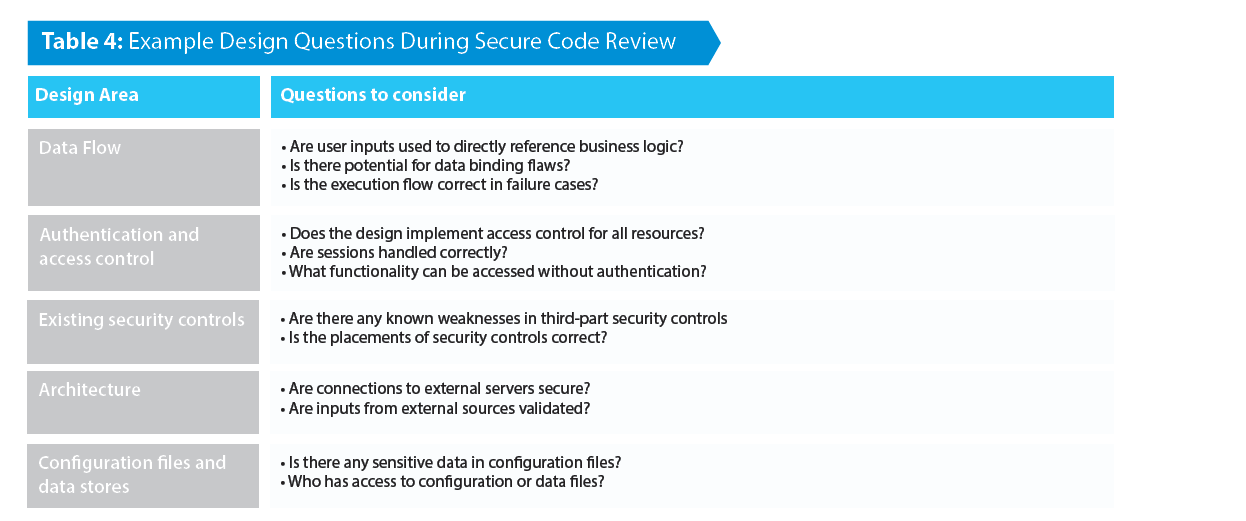 Table 4: Example Design Questions During Secure Code Review
Design Area
Questions to consider
Data Flow
• Are user inputs used to directly reference business logic?
• Is there potential for data binding flaws?
• Is the execution flow correct in failure cases?
Authentication and
access control
• Does the design implement access control for all resources?
• Are sessions handled correctly?
• What functionality can be accessed without authentication?
Existing security controls
• Are there any known weaknesses in third-part security controls
• Is the placements of security controls correct?
Architecture
• Are connections to external servers secure?
• Are inputs from external sources validated?
Configuration files and
data stores
• Is there any sensitive data in configuration files?
• Who has access to configuration or data files?